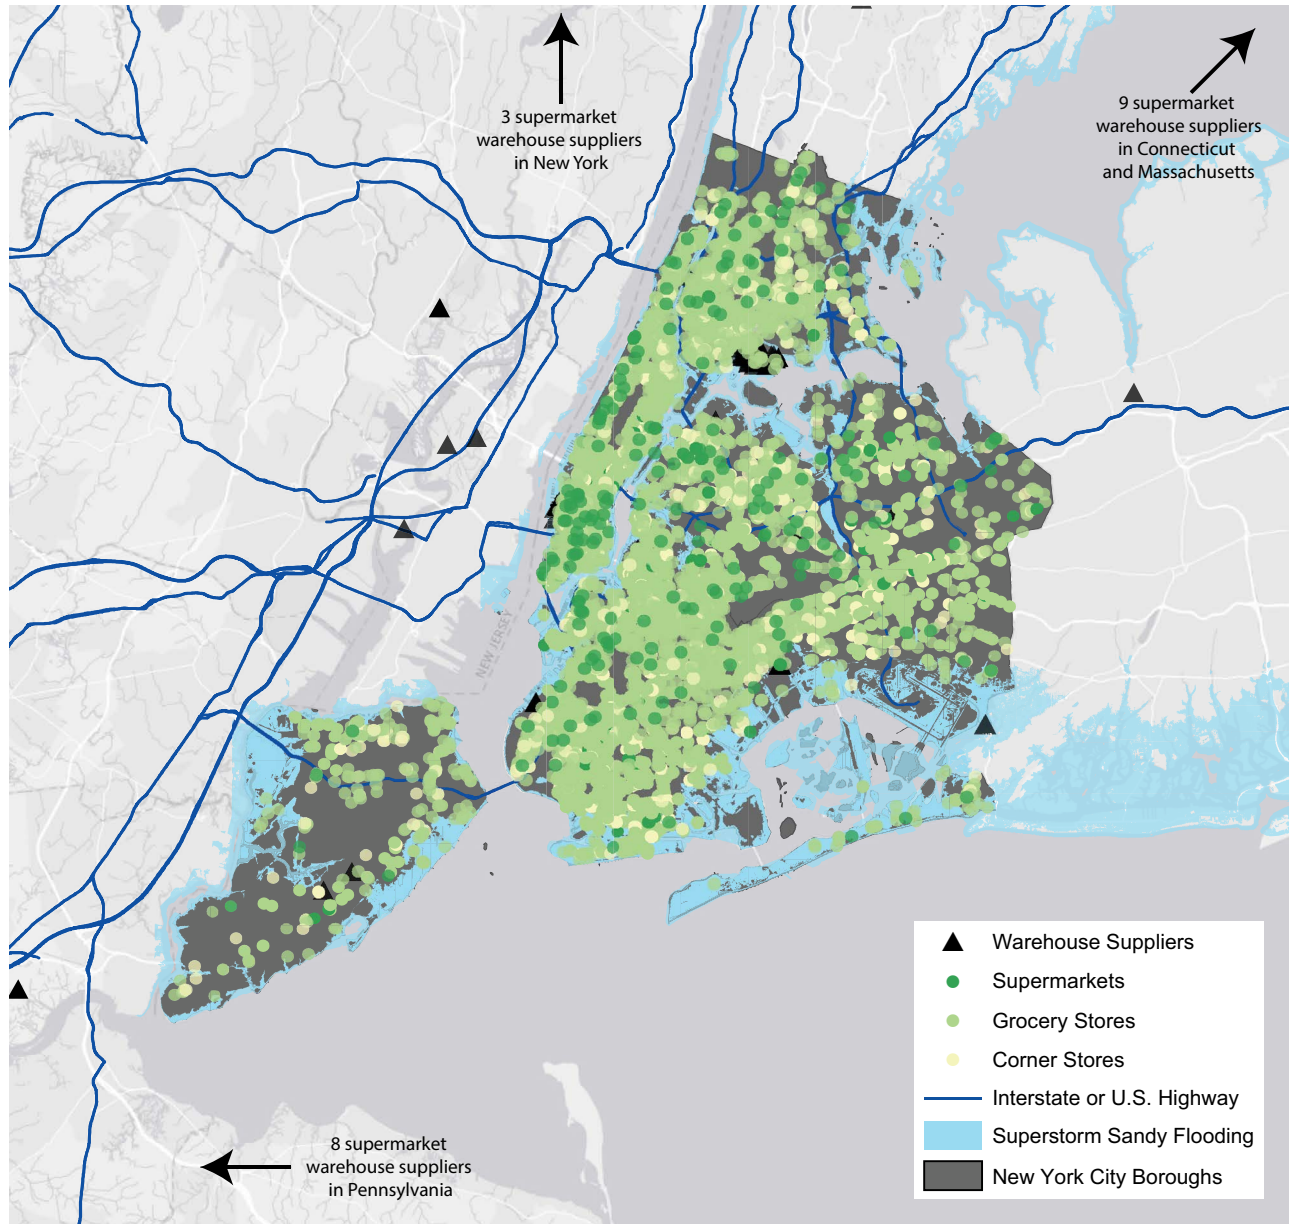 3 supermarket
warehouse suppliers
in New York
9 supermarket
warehouse suppliers
in Connecticut
and Massachusetts
NEW JERSEY
Warehouse Suppliers
Supermarkets
Grocery Stores
Corner Stores
Interstate or U.S. Highway
Superstorm Sandy Flooding
New York City Boroughs
8 supermarket
warehouse suppliers
in Pennsylvania